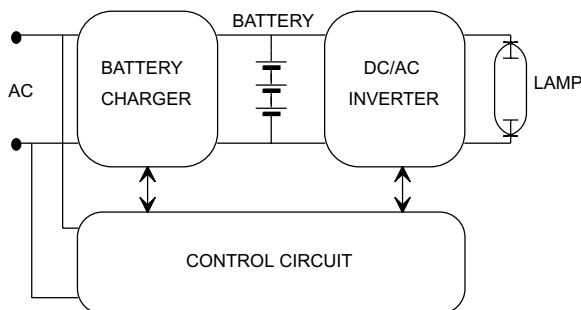 BATTERY
AC
BATTERY
CHARGER
DC/AC
INVERTER
LAMP
CONTROL CIRCUIT